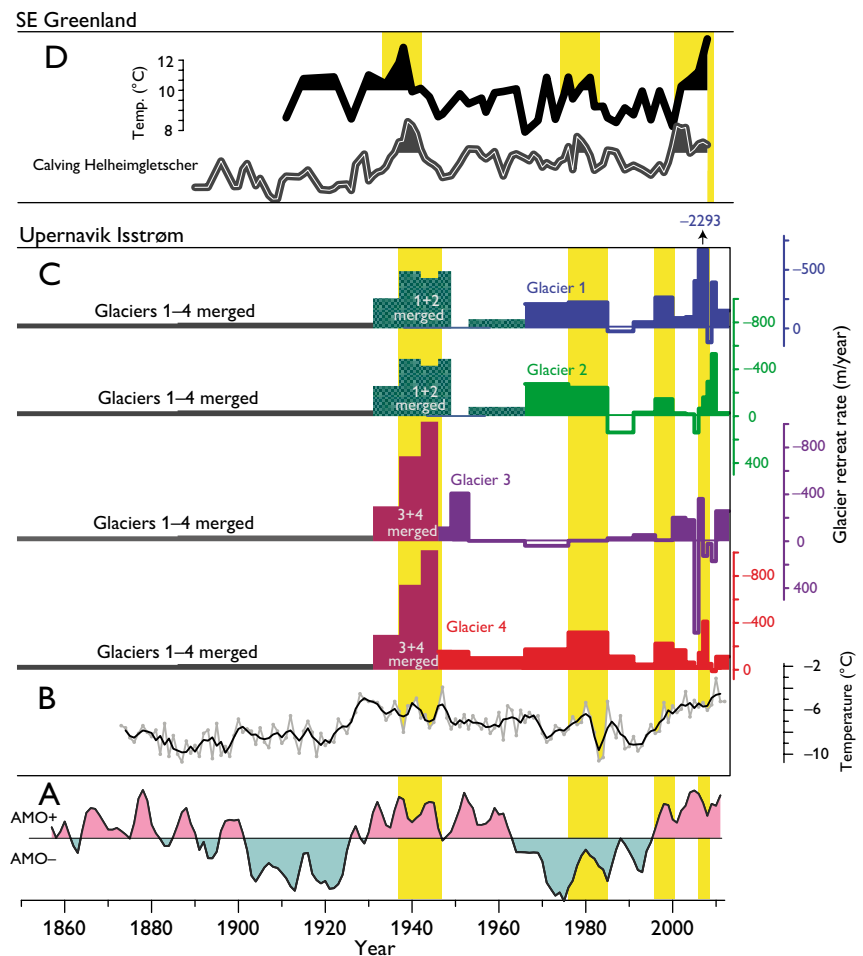 SE Greenland
D
12
10
8
Temp. (°C)
Calving Helheimgletscher
Upernavik Isstrøm
–2293
C
Glaciers 1–4 merged
1+2
merged
Glacier 1
–500
0
Glaciers 1–4 merged
1+2
merged
Glacier 2
–800
–400
0
400
Glaciers 1–4 merged
3+4
merged
Glacier 3
–800
–400
0
400
Glaciers 1–4 merged
3+4
merged
Glacier 4
–800
–400
0
Glacier retreat rate (m/year)
B
–2
–6
–10
Temperature (°C)
A
AMO+
AMO–
1860 1880 1900 1920 1940 1960 1980 2000
Year